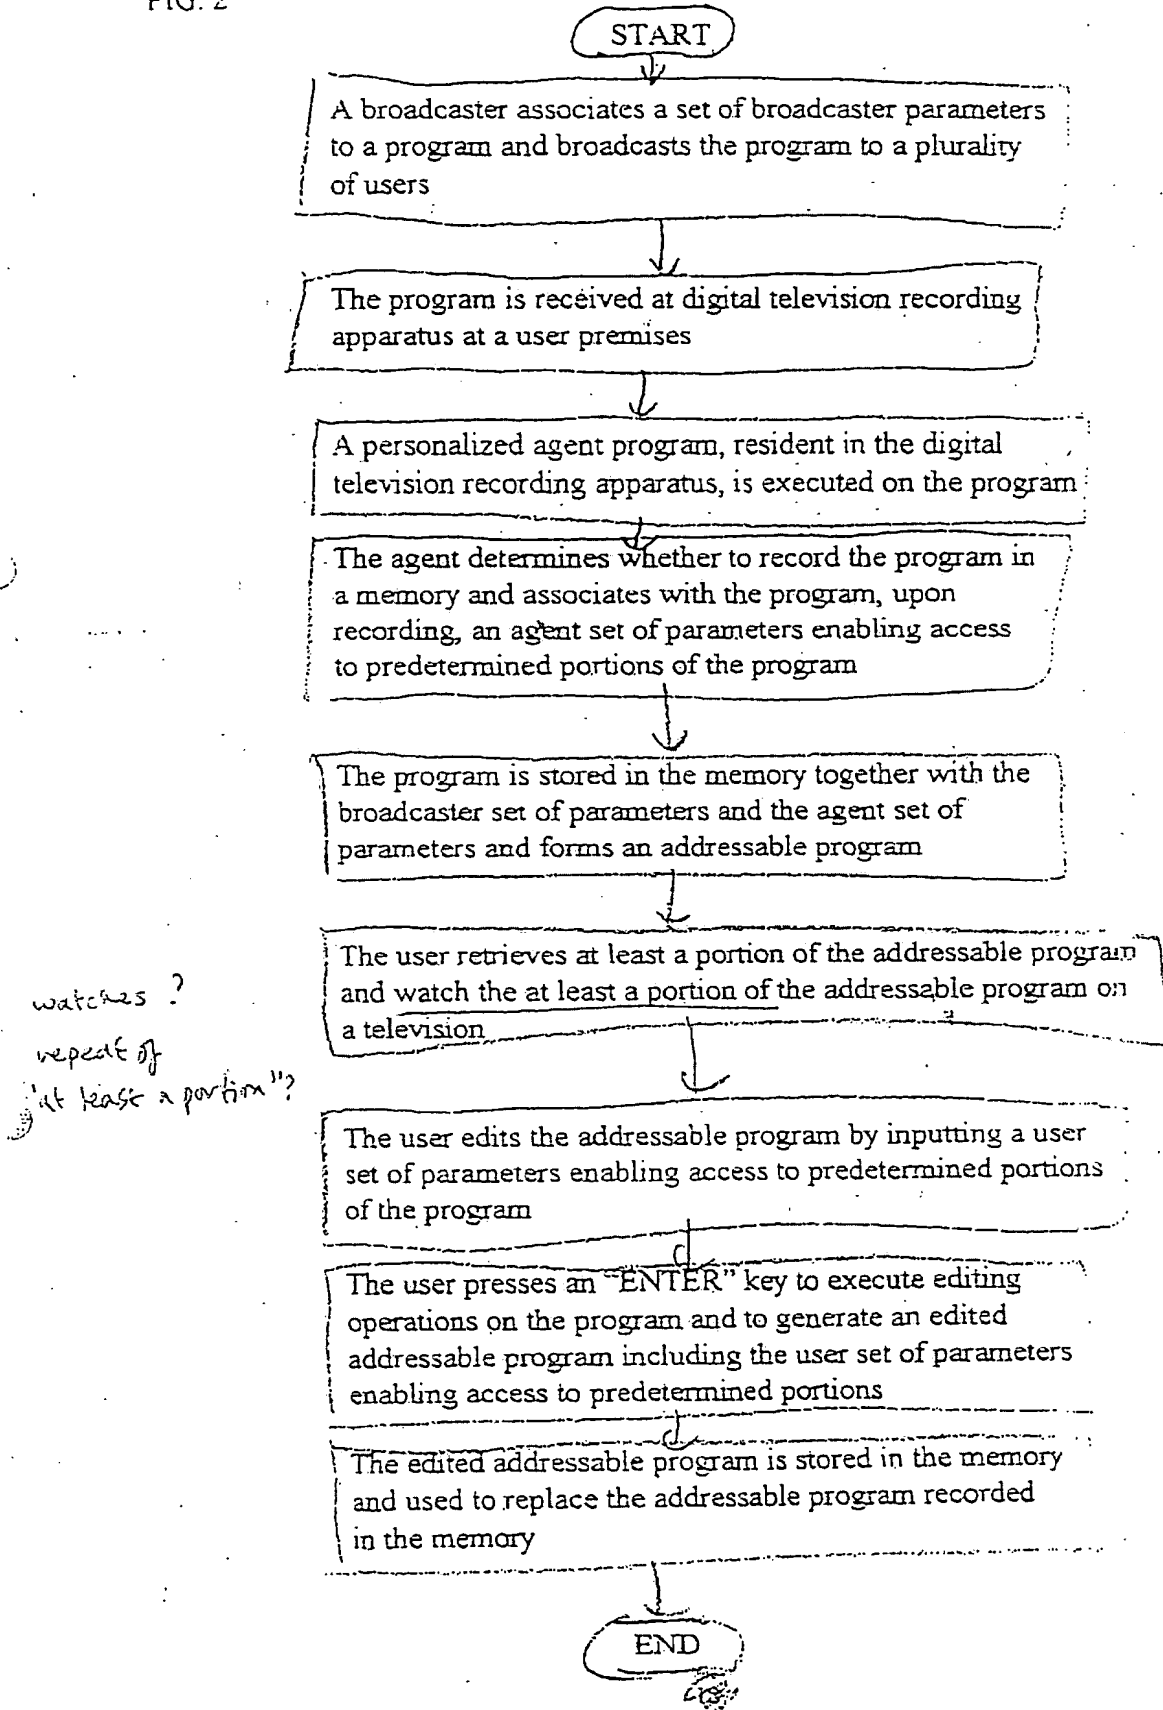 FIG. 2
START
A broadcaster associates a set of broadcaster parameters
to a program and broadcasts the program to a plurality
of users
The program is received at digital television recording
apparatus at a user premises
A personalized agent program, resident in the digital
television recording apparatus, is executed on the program
The agent determines whether to record the program in
a memory and associates with the program, upon
recording, an agent set of parameters enabling access
to predetermined portions of the program
The program is stored in the memory together with the
broadcaster set of parameters and the agent set of
parameters and forms an addressable program
The user retrieves at least a portion of the addressable program
and watch the at least a portion of the addressable program on
a television
watches ?
repeat of
"at least a portion"?
The user edits the addressable program by inputting a user
set of parameters enabling access to predetermined portions
of the program
The user presses an "ENTER" key to execute editing
operations on the program and to generate an edited
addressable program including the user set of parameters
enabling access to predetermined portions
The edited addressable program is stored in the memory
and used to replace the addressable program recorded
in the memory
END